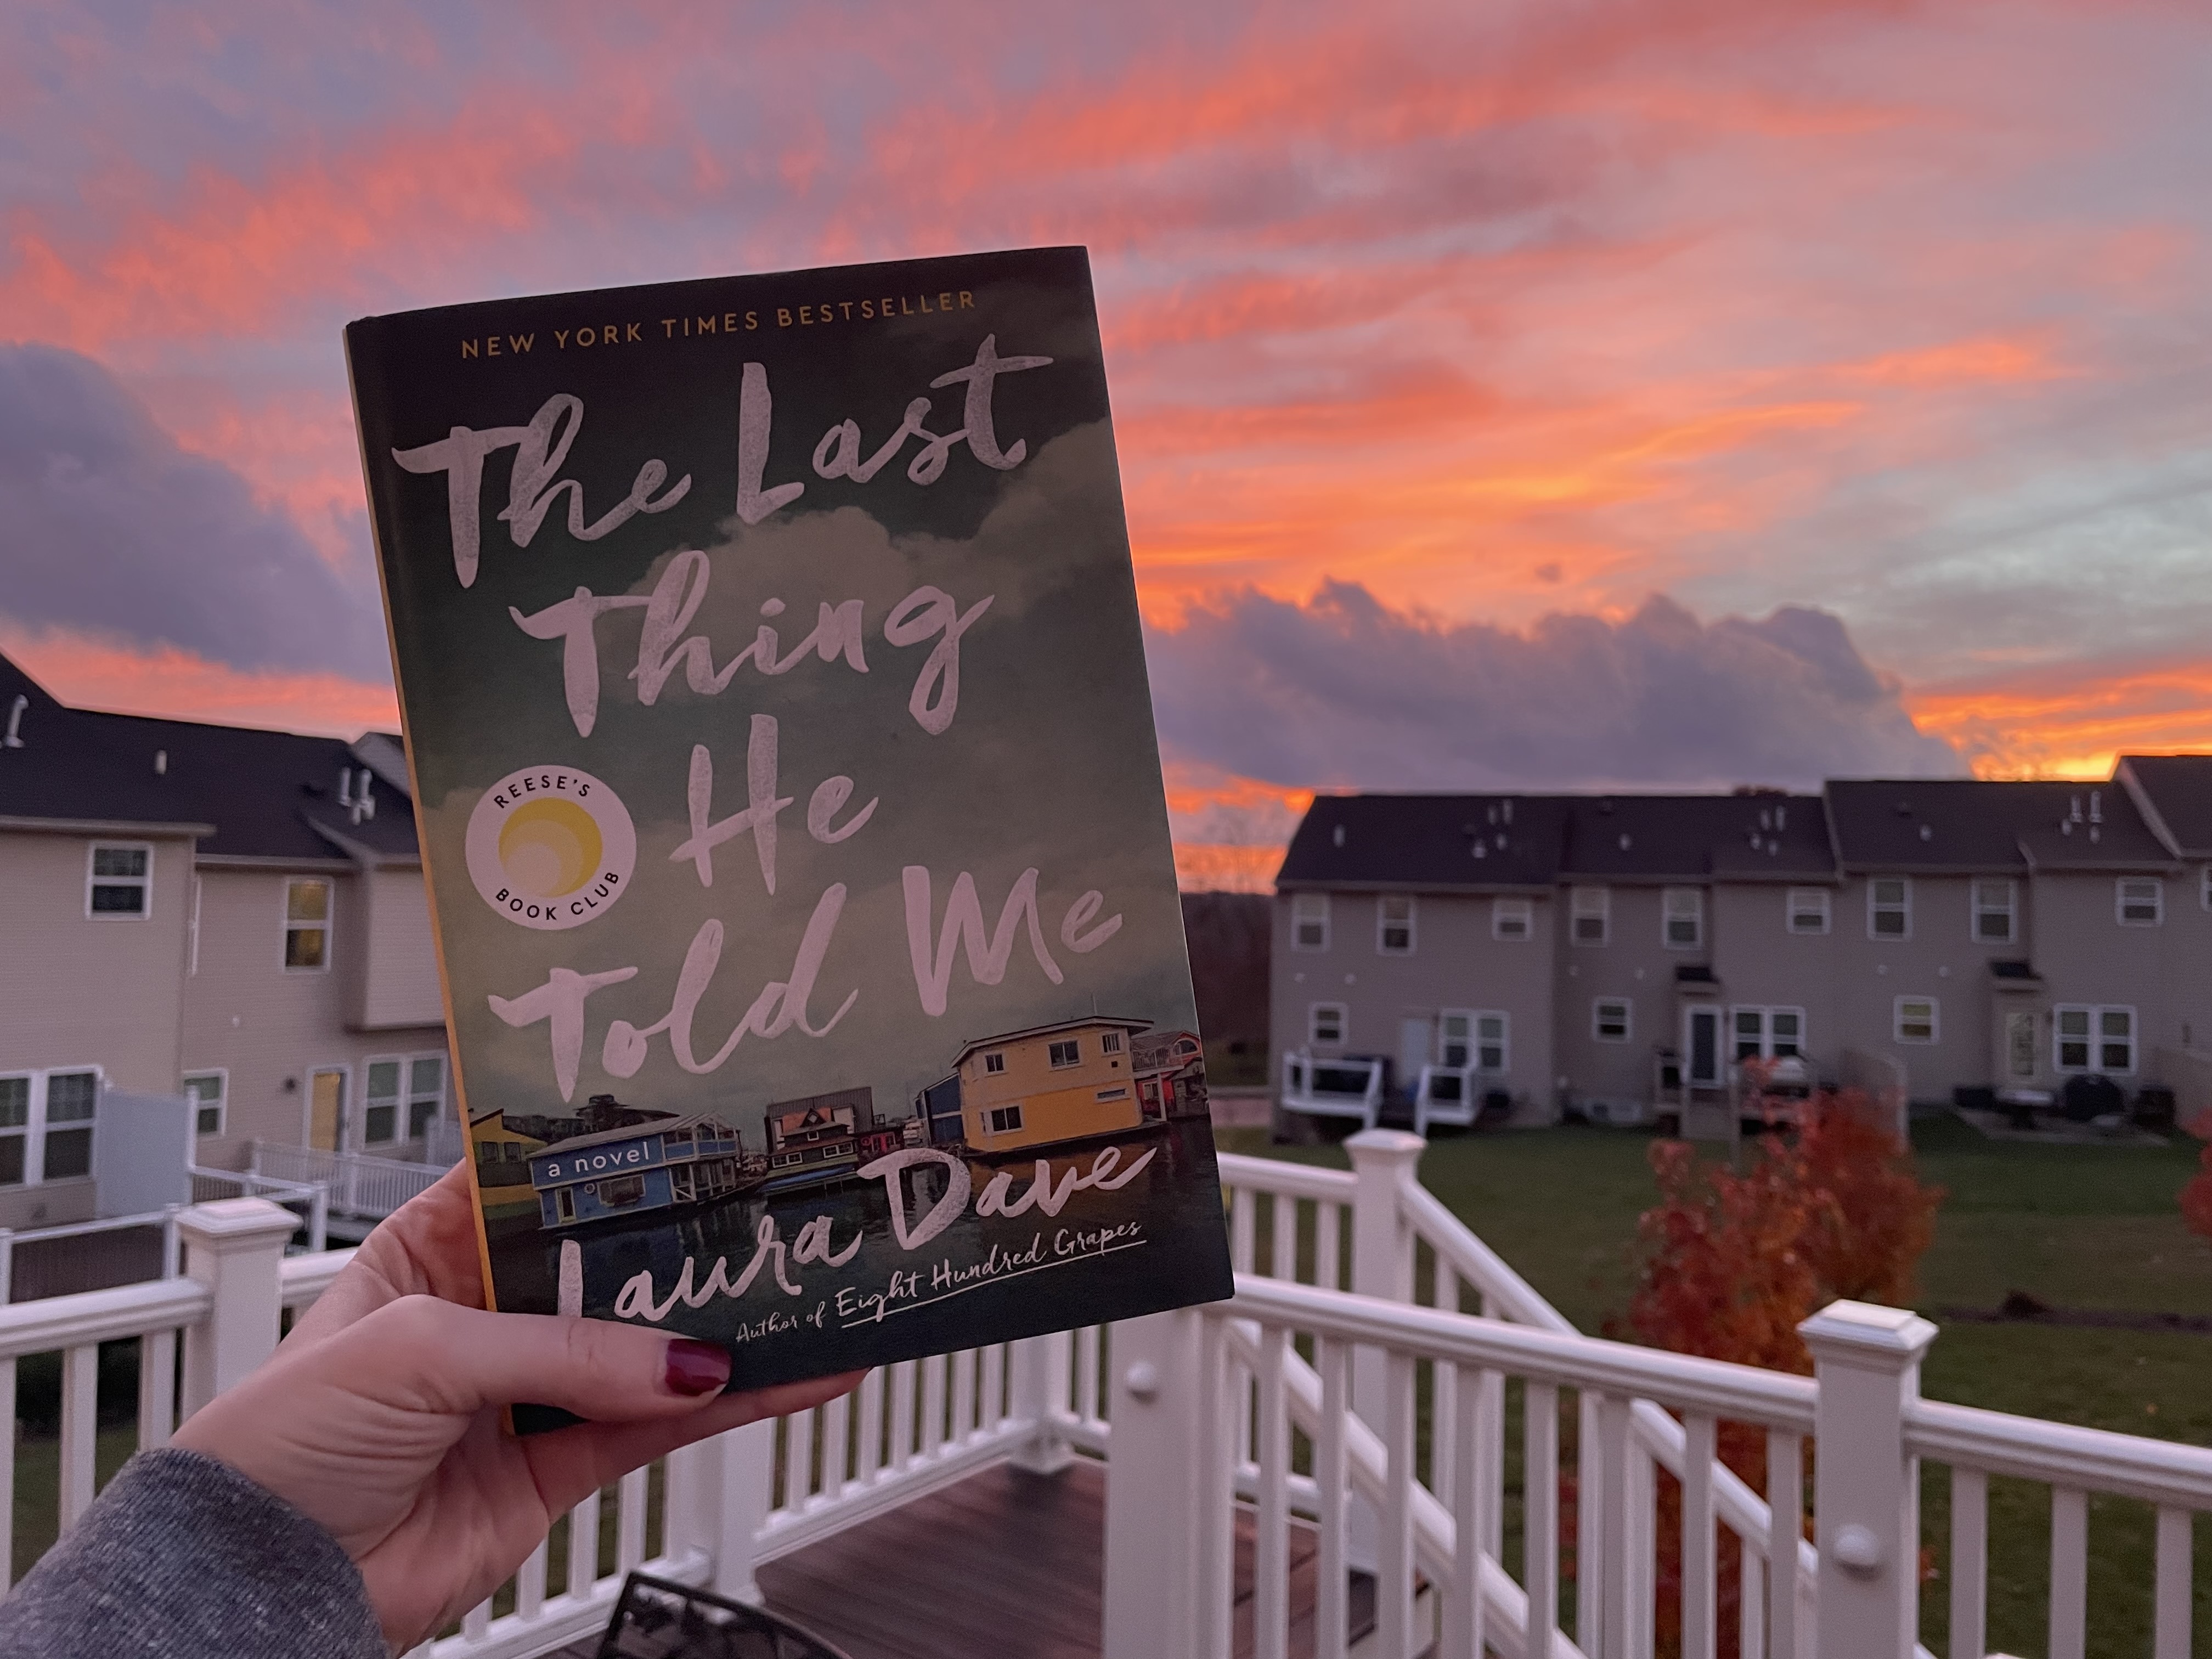 NEW YORK TIMES BESTSELLER
The Last
Thing
He
Told Me
REESE'S
BOOK CLUB
a novel
Laura Dave
Author of Eight Hundred Grapes